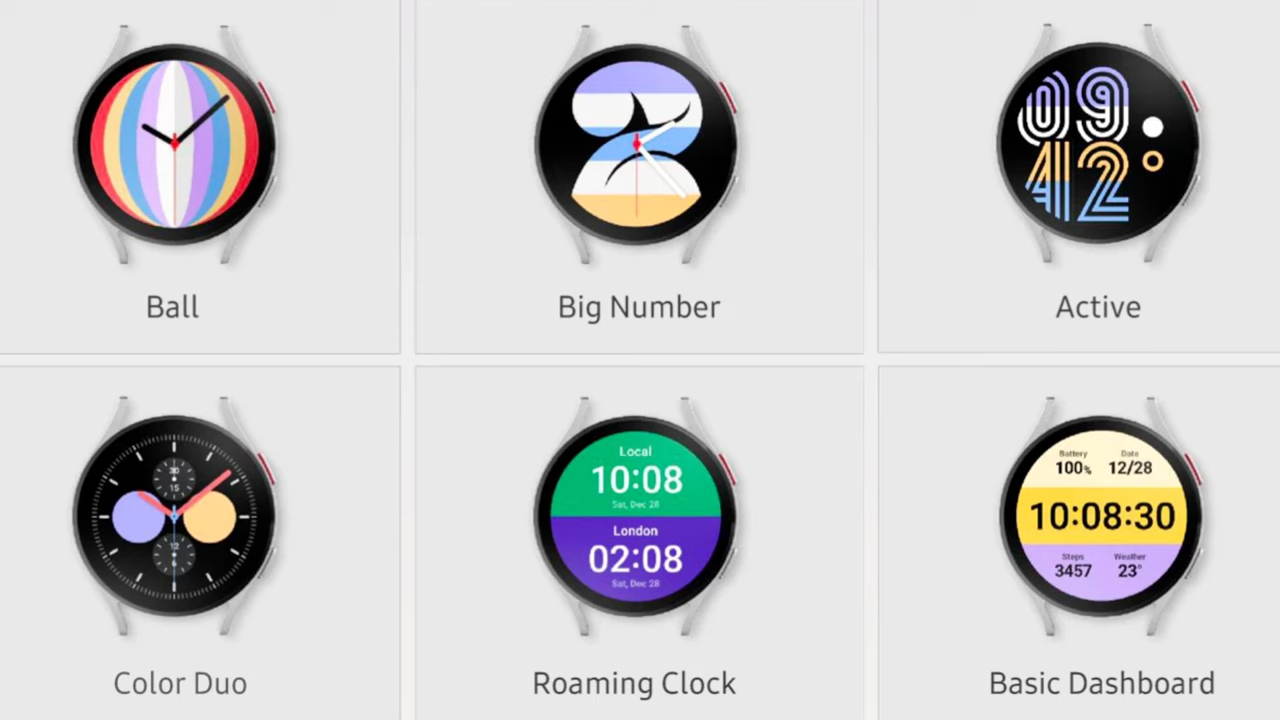 2
09
42
Ball
Big Number
Active
30
15
12
6
Local
10:08
Sat, Dec 28
London
02:08
Sat, Dec 28
Battery
100%
Date
12/28
10:08:30
Steps
3457
Weather
23°
Color Duo
Roaming Clock
Basic Dashboard